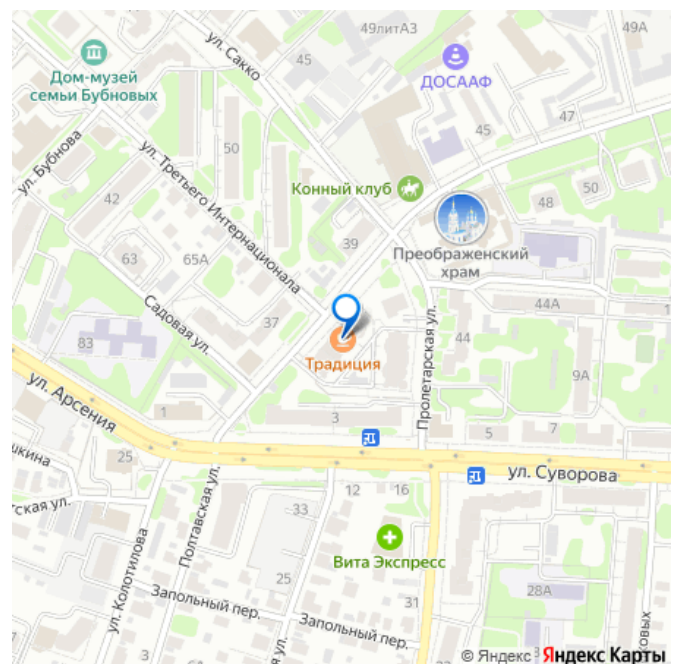 49литА3
49А
ул. Сакко
45
Дом-музей
семьи Бубновых
ДОСААФ
47
45
ул. Бубнова
ул. Третьего Интернационала
50
Конный клуб
50
42
48
39
Преображенский
храм
63
65А
44А
Садовая ул.
37
Пролетарская ул.
44
83
Традиция
9А
ул. Арсения
1
3
5
7
25
ул. Суворова
12
16
Полтавская ул.
33
Вита Экспресс
ул. Колотилова
25
28А
Запольный пер.
31
Запольный пер.
3
34
© Яндекс Яндекс Карты